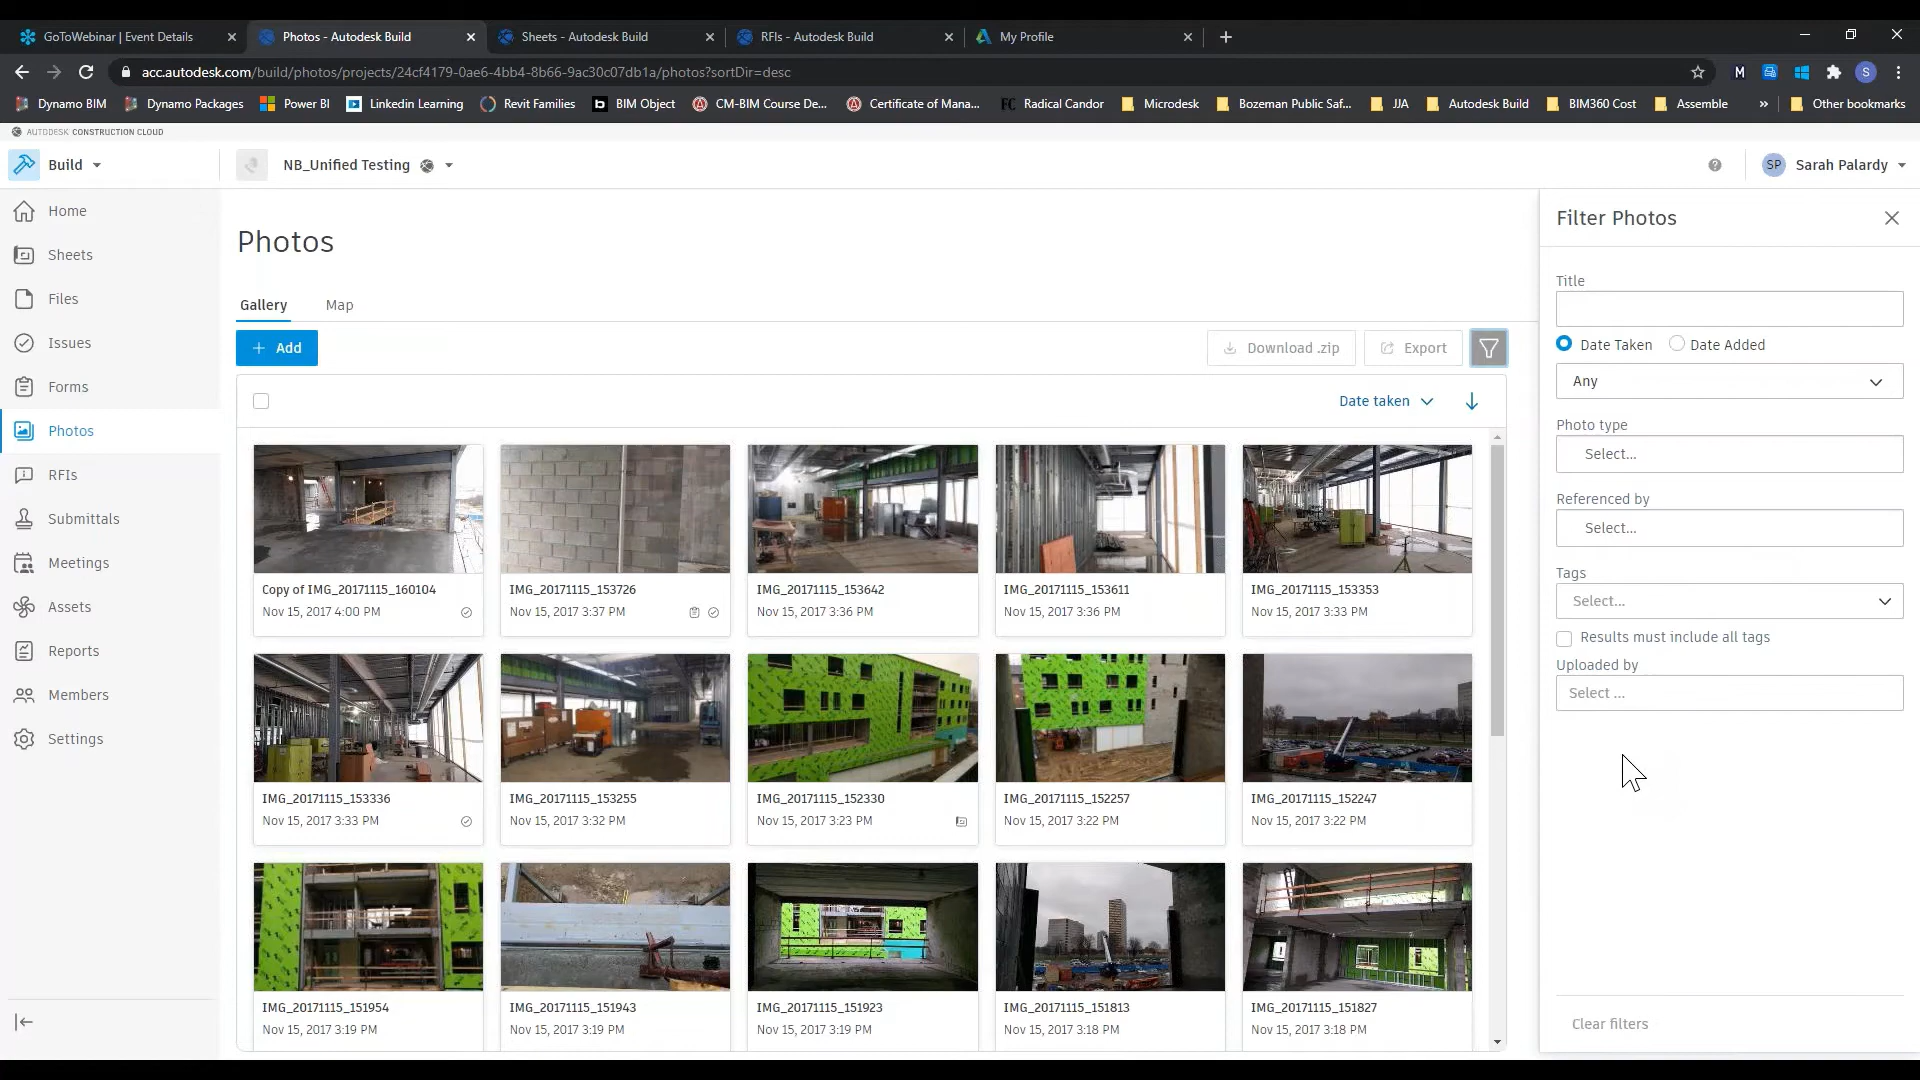 GoToWebinar | Event Details
Photos - Autodesk Build
Sheets - Autodesk Build
RFIs - Autodesk Build
My Profile
acc.autodesk.com/build/photos/projects/24cf4179-0ae6-4bb4-8b66-9ac30c07db1a/photos?sortDir=desc
M
S
Dynamo BIM
Dynamo Packages
Power BI
Linkedin Learning
Revit Families
b BIM Object
CM-BIM Course De...
Certificate of Mana...
FC Radical Candor
Microdesk
Bozeman Public Saf...
JJA
Autodesk Build
BIM360 Cost
Assemble
»
Other bookmarks
AUTODESK CONSTRUCTION CLOUD
Build
NB_Unified Testing
SP Sarah Palardy
Home
Sheets
Files
Issues
Forms
Photos
RFIs
Submittals
Meetings
Assets
Reports
Members
Settings
Photos
Gallery Map
+ Add
Download .zip
Export
Date taken
Copy of IMG_20171115_160104
Nov 15, 2017 4:00 PM
IMG_20171115_153726
Nov 15, 2017 3:37 PM
IMG_20171115_153642
Nov 15, 2017 3:36 PM
IMG_20171115_153611
Nov 15, 2017 3:36 PM
IMG_20171115_153353
Nov 15, 2017 3:33 PM
IMG_20171115_153336
Nov 15, 2017 3:33 PM
IMG_20171115_153255
Nov 15, 2017 3:32 PM
IMG_20171115_152330
Nov 15, 2017 3:23 PM
IMG_20171115_152257
Nov 15, 2017 3:22 PM
IMG_20171115_152247
Nov 15, 2017 3:22 PM
IMG_20171115_151954
Nov 15, 2017 3:19 PM
IMG_20171115_151943
Nov 15, 2017 3:19 PM
IMG_20171115_151923
Nov 15, 2017 3:19 PM
IMG_20171115_151813
Nov 15, 2017 3:18 PM
IMG_20171115_151827
Nov 15, 2017 3:18 PM
Filter Photos
Title
Date Taken Date Added
Any
Photo type
Select...
Referenced by
Select...
Tags
Select...
Results must include all tags
Uploaded by
Select ...
Clear filters